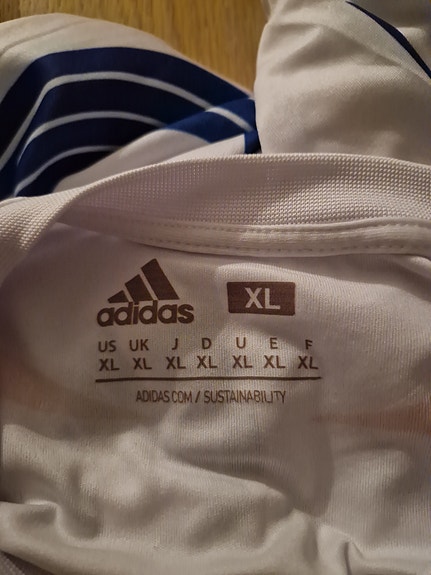 adidas XL
US UK J D U E F
XL XL XL XL XL XL XL
ADIDAS.COM / SUSTAINABILITY